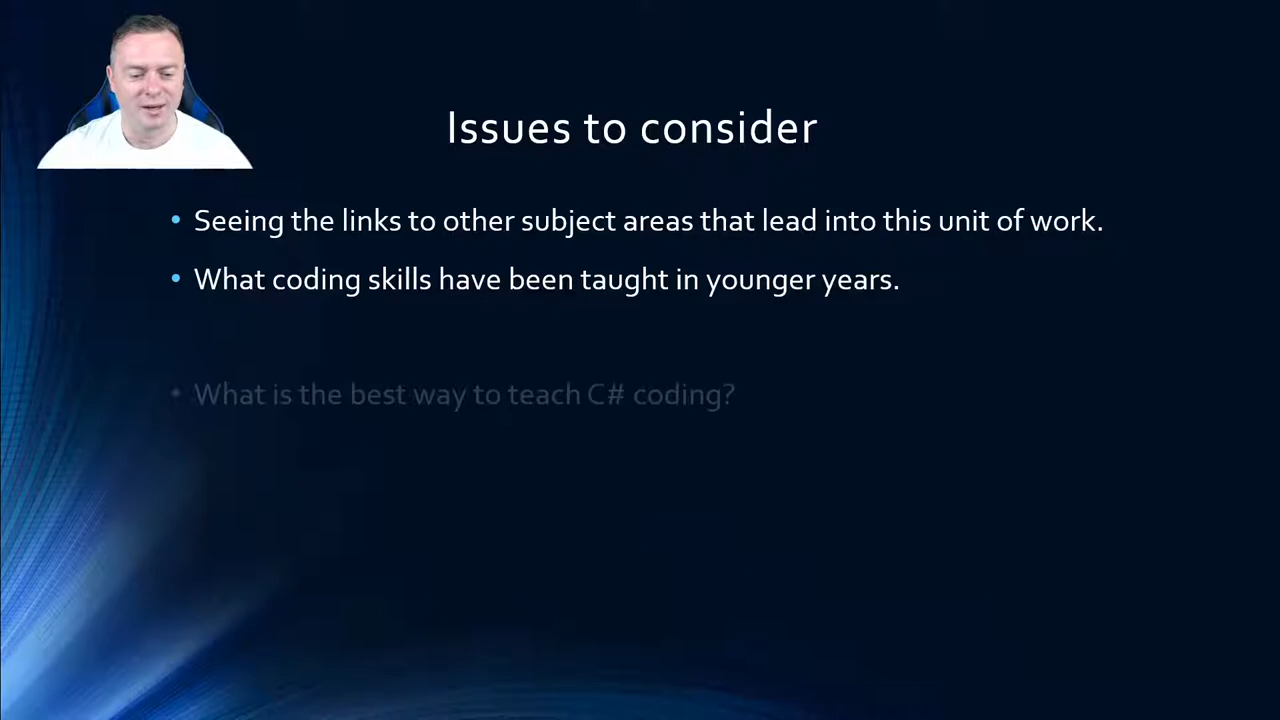 Issues to consider
• Seeing the links to other subject areas that lead into this unit of work.
• What coding skills have been taught in younger years.
• What is the best way to teach C# coding?